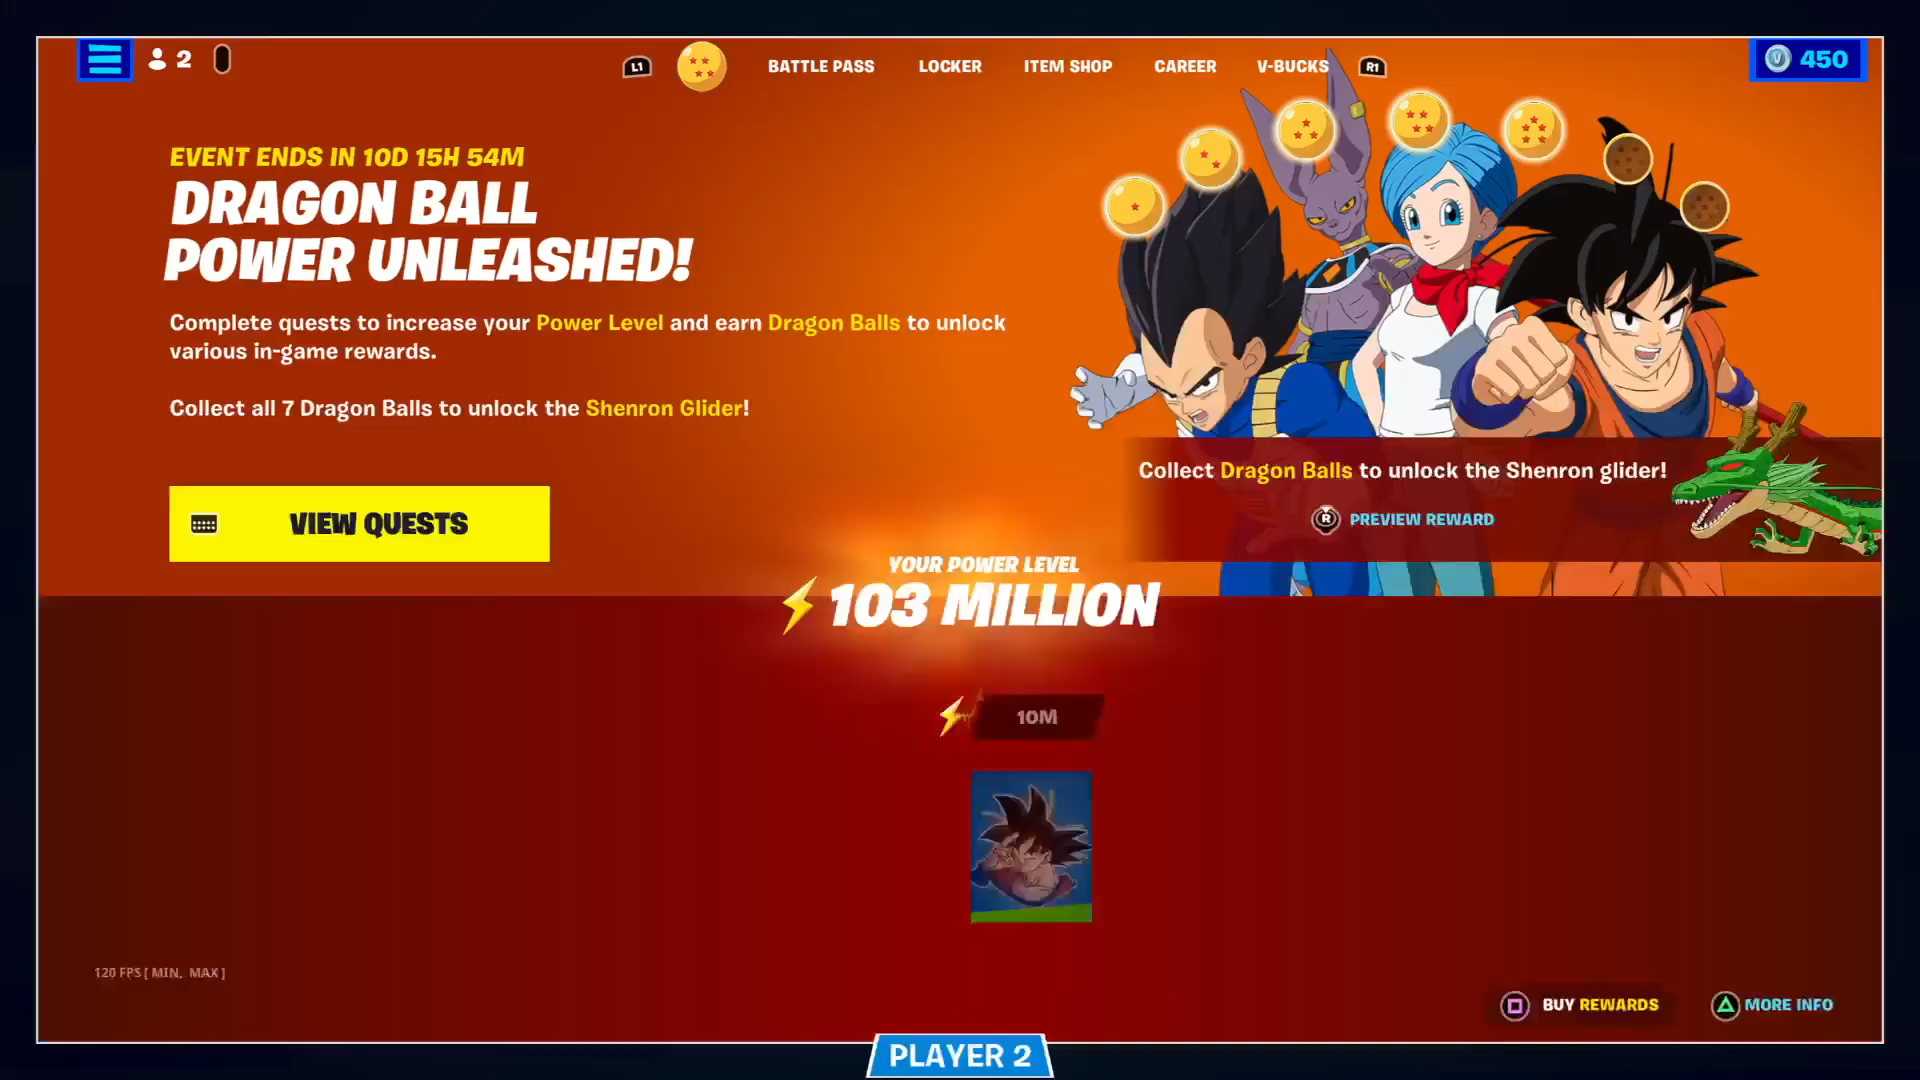 2
L1
BATTLE PASS
LOCKER
ITEM SHOP
CAREER
V-BUCKS
R1
V 450
EVENT ENDS IN 10D 15H 54M
DRAGON BALL
POWER UNLEASHED!
Complete quests to increase your Power Level and earn Dragon Balls to unlock
various in-game rewards.
Collect all 7 Dragon Balls to unlock the Shenron Glider!
VIEW QUESTS
Collect Dragon Balls to unlock the Shenron glider!
R PREVIEW REWARD
YOUR POWER LEVEL
103 MILLION
10M
120 FPS [ MIN, MAX ]
BUY REWARDS
MORE INFO
PLAYER 2